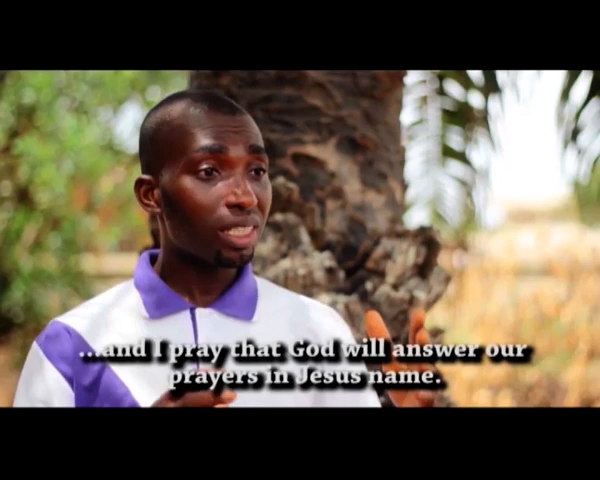 ...and I pray that God will answer our
prayers in Jesus name.